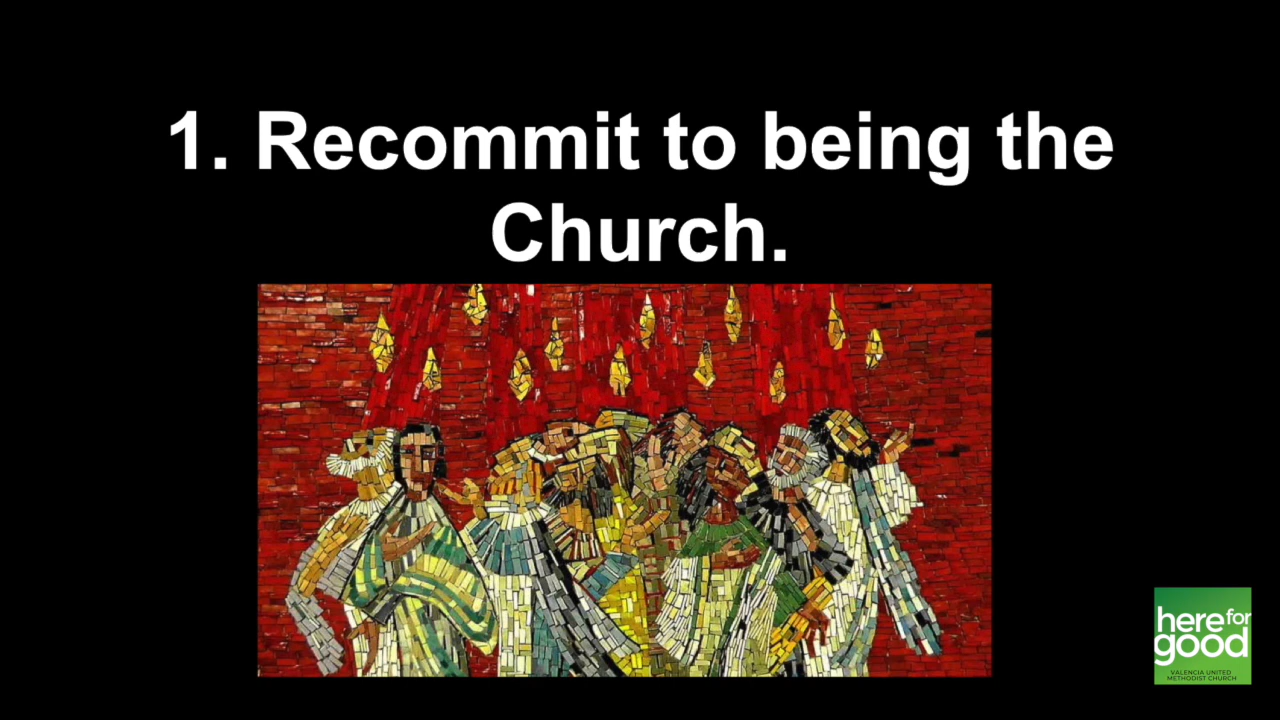 1. Recommit to being the
Church.
here for
good
VALENCIA UNITED
METHODIST CHURCH